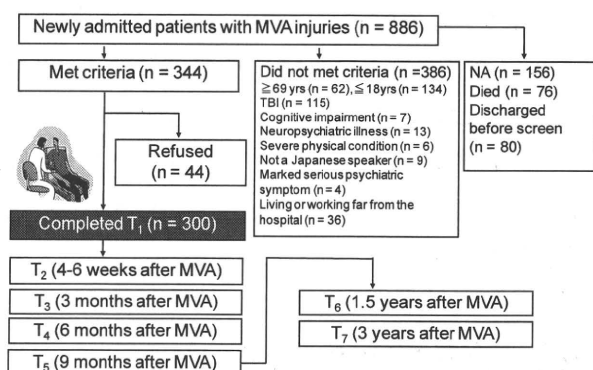 Newly admitted patients with MVA injuries (n = 886)
Met criteria (n = 344)
Refused
(n = 44)
Completed T₁ (n = 300)
Did not met criteria (n =386)
≧69 yrs (n = 62),≦18yrs (n = 134)
TBI (n = 115)
Cognitive impairment (n = 7)
Neuropsychiatric illness (n = 13)
Severe physical condition (n = 6)
Not a Japanese speaker (n = 9)
Marked serious psychiatric
symptom (n = 4)
Living or working far from the
hospital (n = 36)
NA (n = 156)
Died (n = 76)
Discharged
before screen
(n = 80)
T₂ (4-6 weeks after MVA)
T₃ (3 months after MVA)
T₄ (6 months after MVA)
T₅ (9 months after MVA)
T₆ (1.5 years after MVA)
T₇ (3 years after MVA)